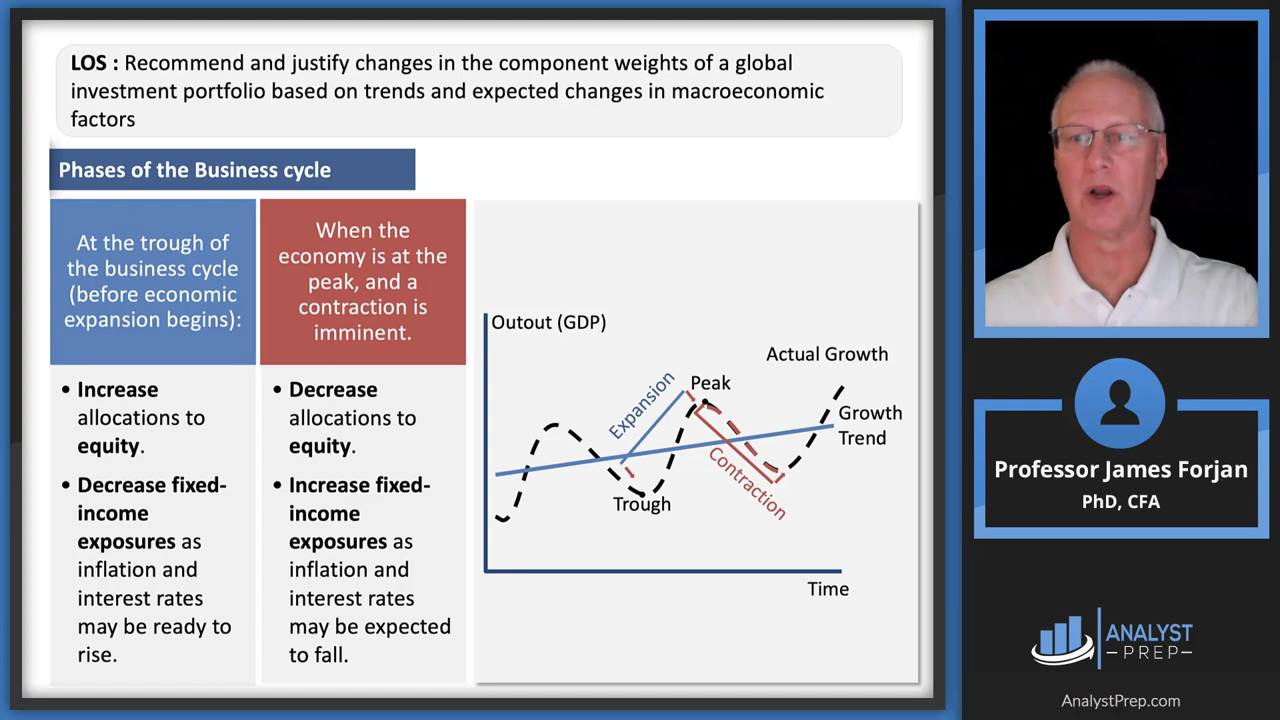 LOS : Recommend and justify changes in the component weights of a global
investment portfolio based on trends and expected changes in macroeconomic
factors
Phases of the Business cycle
At the trough of
the business cycle
(before economic
expansion begins):
• Increase
allocations to
equity.
• Decrease fixed-
income
exposures as
inflation and
interest rates
may be ready to
rise.
When the
economy is at the
peak, and a
contraction is
imminent.
• Decrease
allocations to
equity.
• Increase fixed-
income
exposures as
inflation and
interest rates
may be expected
to fall.
Outout (GDP)
Actual Growth
Peak
Expansion
Growth
Trend
Contraction
Trough
Time
Professor James Forjan
PhD, CFA
ANALYST
PREP
AnalystPrep.com